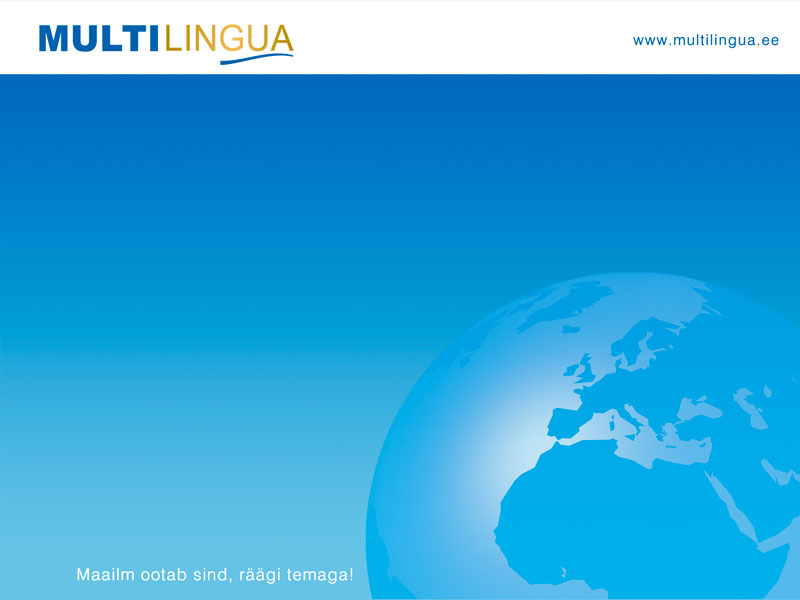 MULTILINGUA
www.multilingua.ee
Maailm ootab sind, räägi temaga!